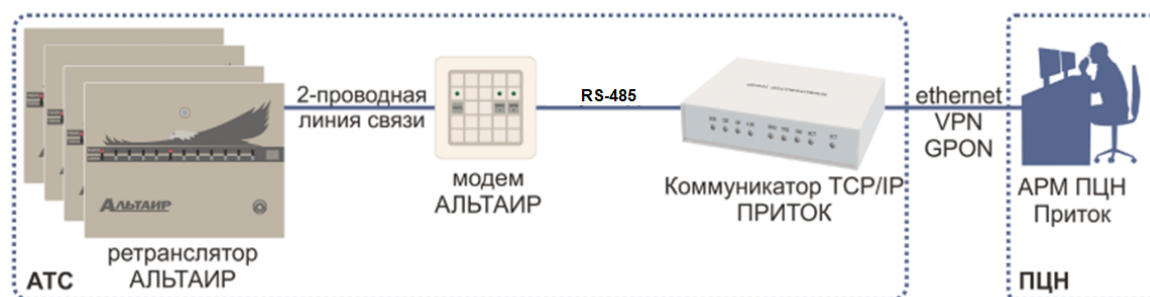 2-проводная
линия связи
RS-485
ethernet
VPN
GPON
АЛЬТАИР
ретранслятор
АЛЬТАИР
модем
АЛЬТАИР
Коммуникатор TCP/IP
ПРИТОК
АРМ ПЦН
Приток
АТС
ПЦН